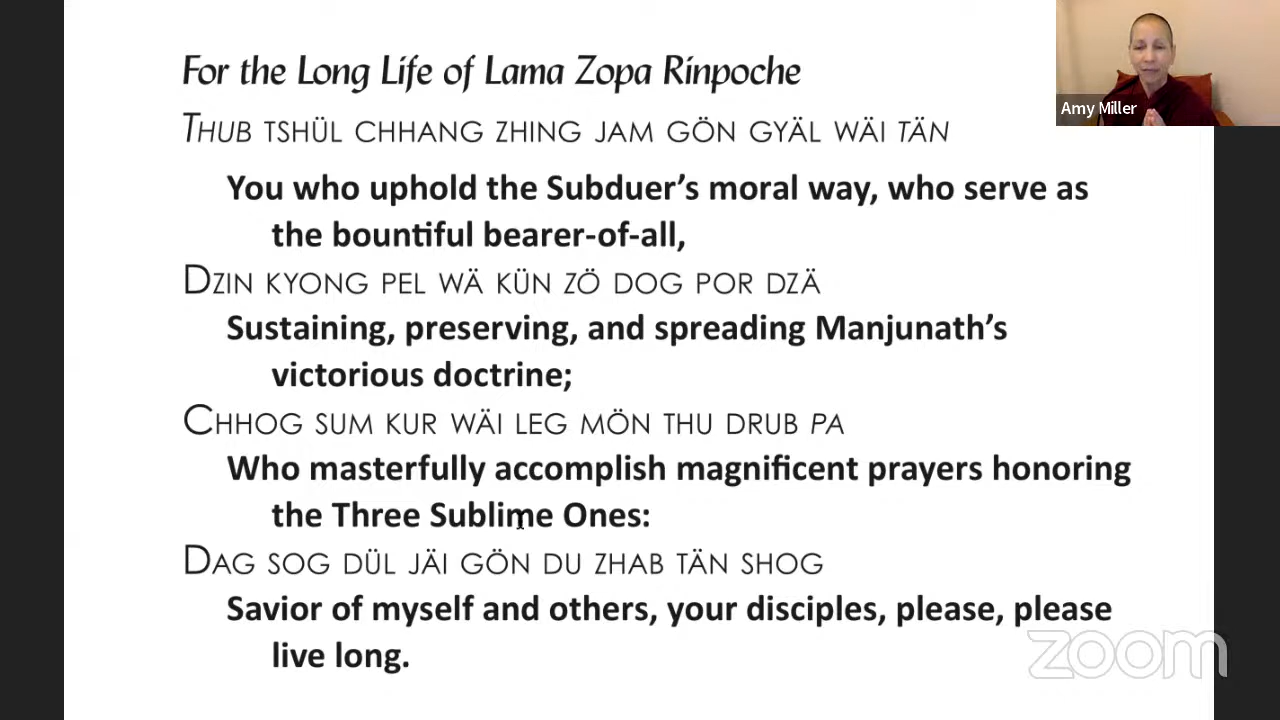 For the Long Life of Lama Zopa Rinpoche
THUB TSHÜL CHHANG ZHING JAM GÖN GYÄL WÄI TÄN
You who uphold the Subduer's moral way, who serve as
the bountiful bearer-of-all,
DZIN KYONG PEL WÄ KÜN ZÖ DOG POR DZÄ
Sustaining, preserving, and spreading Manjunath's
victorious doctrine;
CHHOG SUM KUR WÄI LEG MÖN THU DRUB PA
Who masterfully accomplish magnificent prayers honoring
the Three Sublime Ones:
DAG SOG DÜL JÄI GÖN DU ZHAB TÄN SHOG
Savior of myself and others, your disciples, please, please
live long.
Amy Miller
zoom